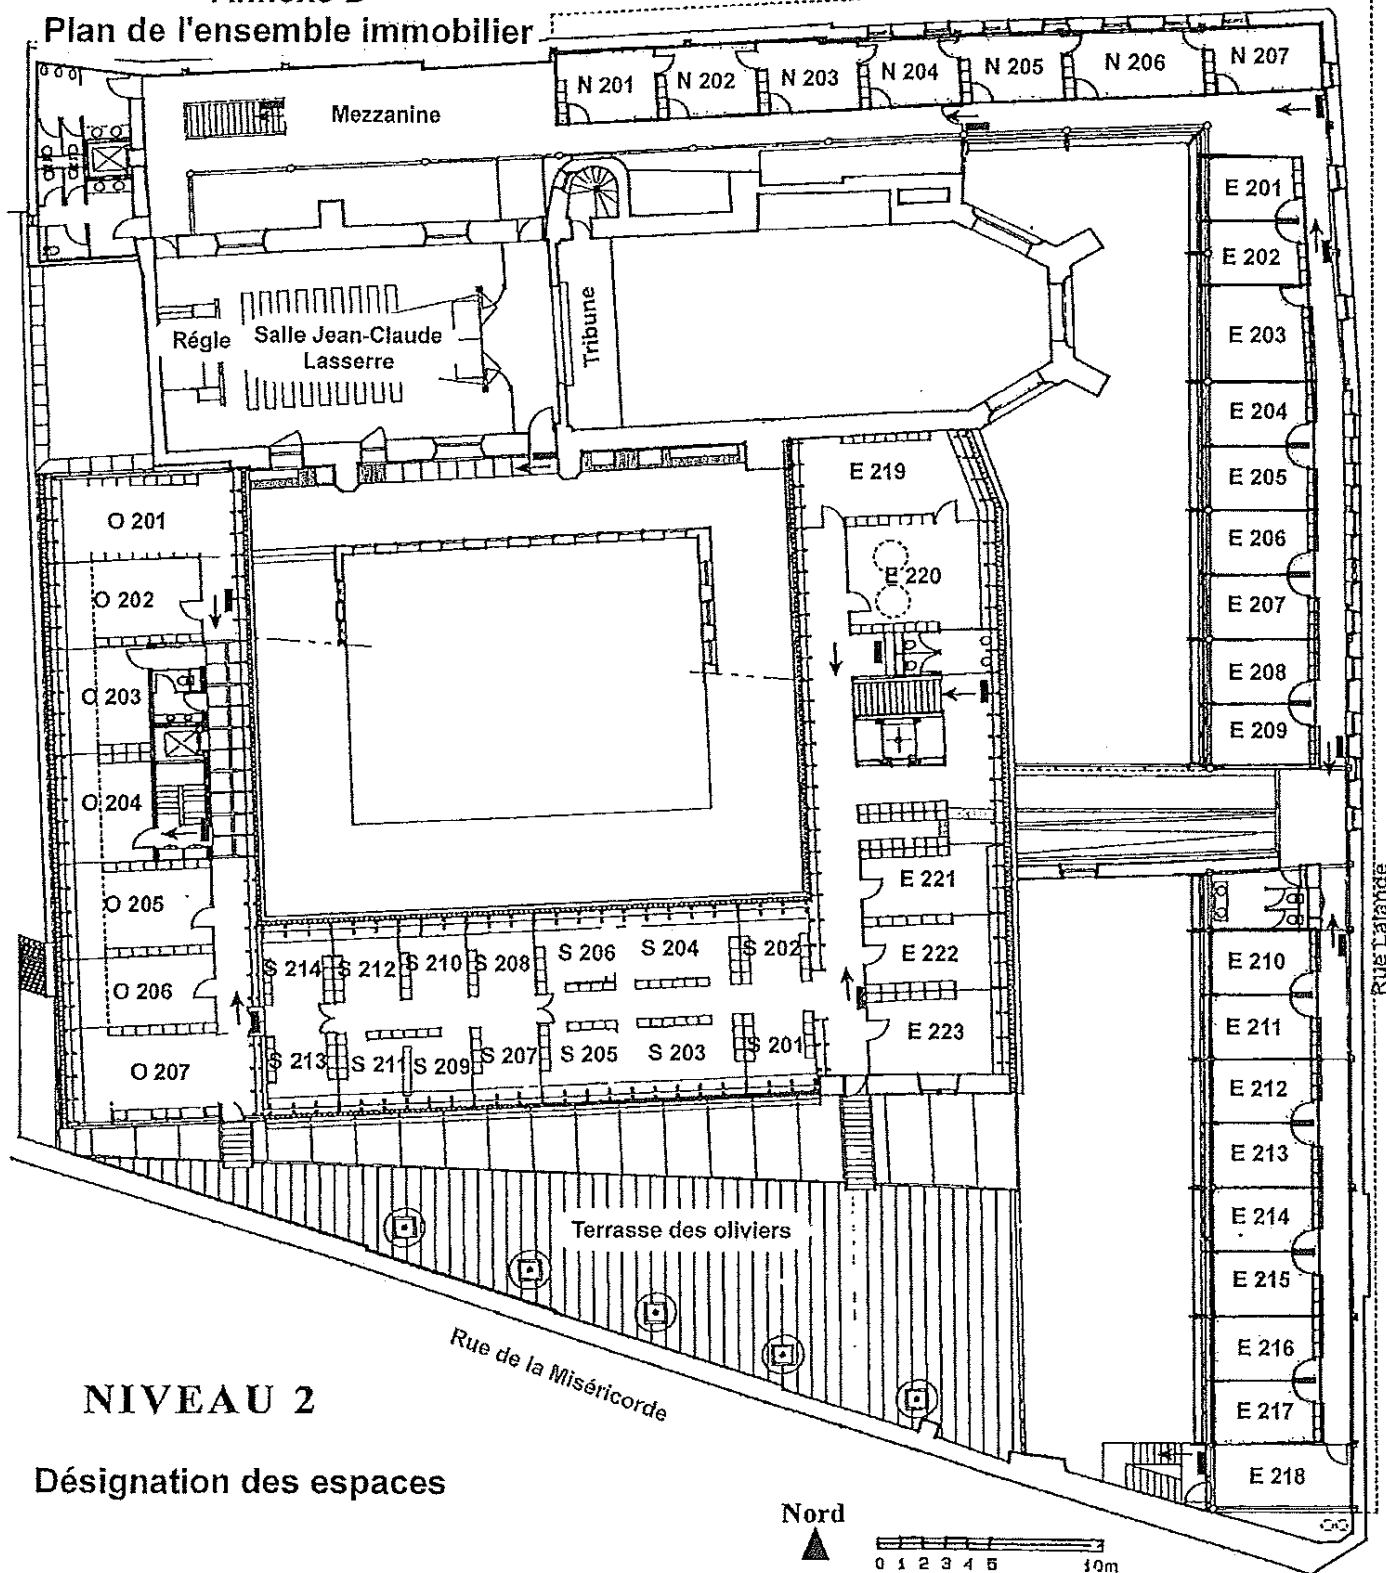 Plan de l'ensemble immobilier
N 201
N 202
N 203
N 204
N 205
N 206
N 207
Mezzanine
E 201
E 202
E 203
E 204
E 205
E 206
E 207
E 208
E 209
Régle
Salle Jean-Claude
Lasserre
Tribune
E 219
E 220
O 201
O 202
O 203
O 204
O 205
O 206
O 207
E 221
E 222
E 223
S 214
S 212
S 210
S 208
S 206
S 204
S 202
S 213
S 211
S 209
S 207
S 205
S 203
S 201
Rue Lalande
E 210
E 211
E 212
E 213
E 214
E 215
E 216
E 217
E 218
Terrasse des oliviers
Rue de la Miséricorde
NIVEAU 2
Désignation des espaces
Nord
0 1 2 3 4 5 10m